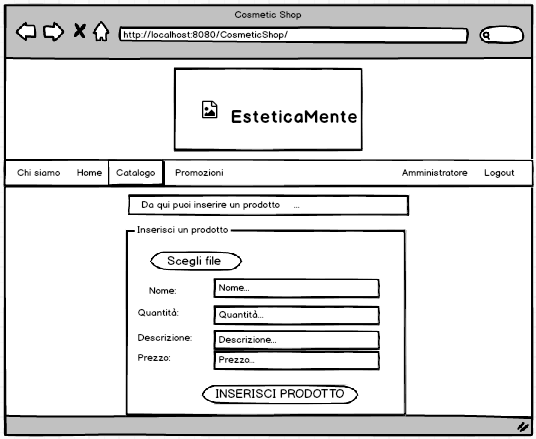 Cosmetic Shop
http://localhost:8080/CosmeticShop/
EsteticaMente
Chi siamo Home Catalogo Promozioni Amministratore Logout
Da qui puoi inserire un prodotto ...
Inserisci un prodotto
Scegli file
Nome: Nome...
Quantità: Quantità...
Descrizione: Descrizione...
Prezzo: Prezzo...
INSERISCI PRODOTTO